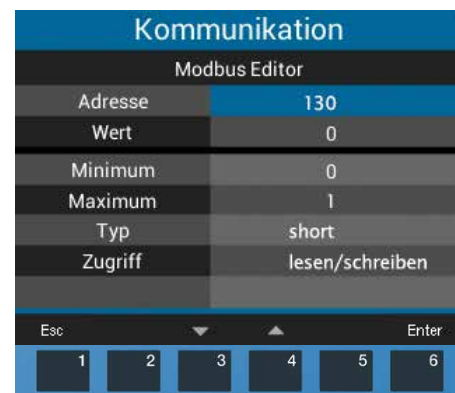 Kommunikation
Modbus Editor
Adresse 130
Wert 0
Minimum 0
Maximum 1
Typ short
Zugriff lesen/schreiben
Esc Enter
1 2 3 4 5 6